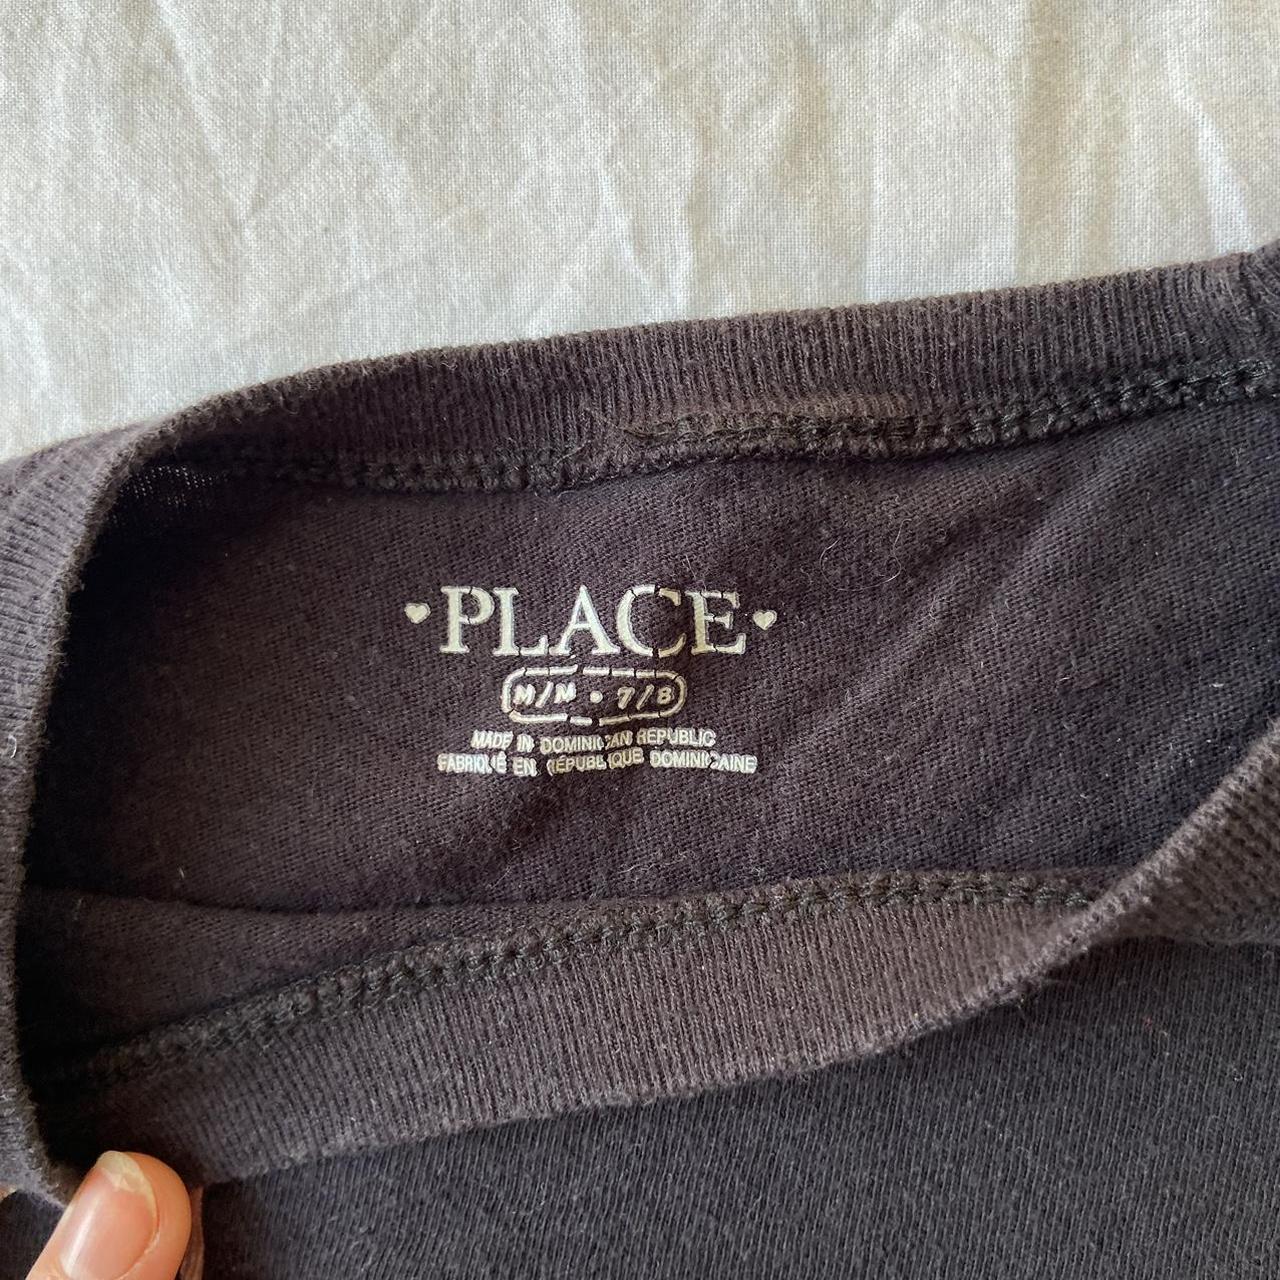 PLACE
M/M • 7/8
MADE IN DOMINICAN REPUBLIC
FABRIQUÉ EN RÉPUBLIQUE DOMINICAINE